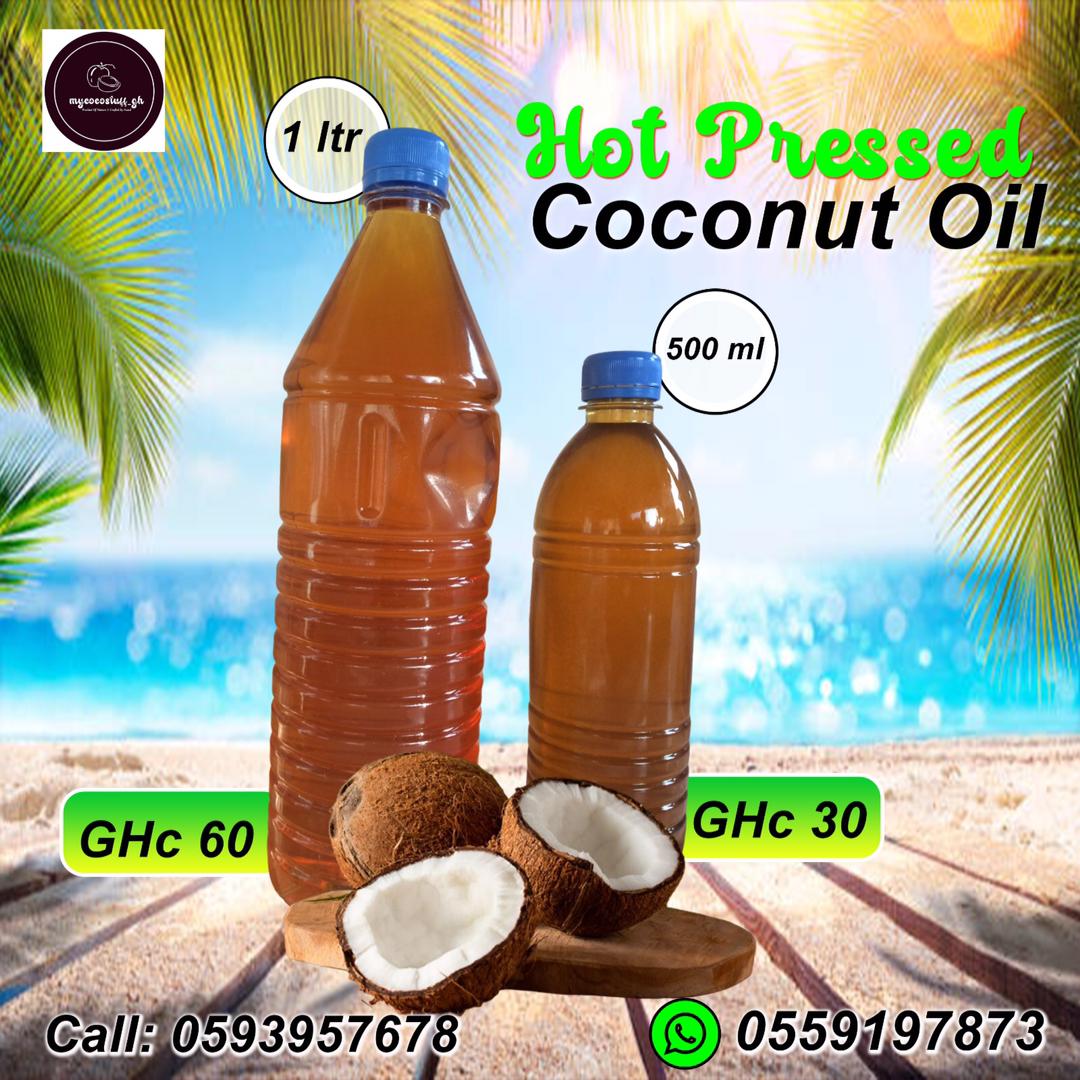 mycocostuff_gh
1 ltr
Hot Pressed
Coconut Oil
500 ml
GHc 60
GHc 30
Call: 0593957678
0559197873